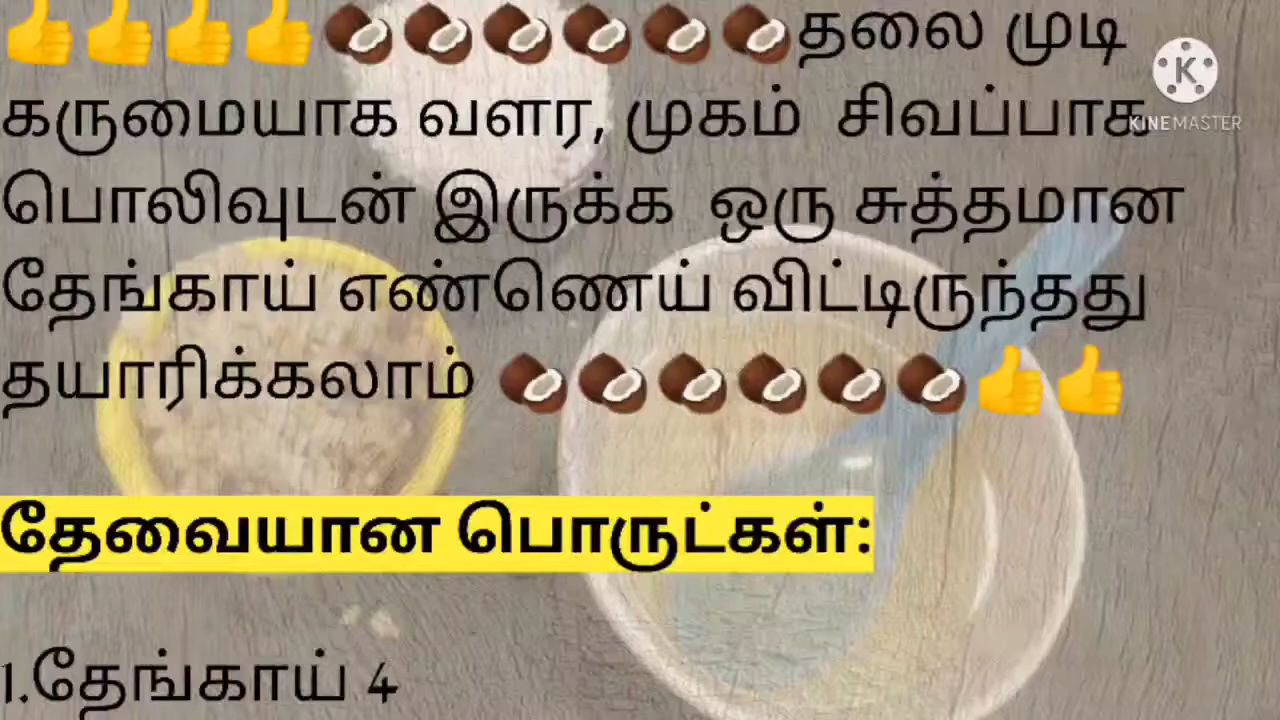 👍👍👍👍🥥🥥🥥🥥🥥🥥தலை முடி
கருமையாக வளர, முகம் சிவப்பாக
பொலிவுடன் இருக்க ஒரு சுத்தமான
தேங்காய் எண்ணெய் விட்டிருந்தது
தயாரிக்கலாம் 🥥🥥🥥🥥🥥🥥👍👍
தேவையான பொருட்கள்:
1.தேங்காய் 4
K
KINEMASTER